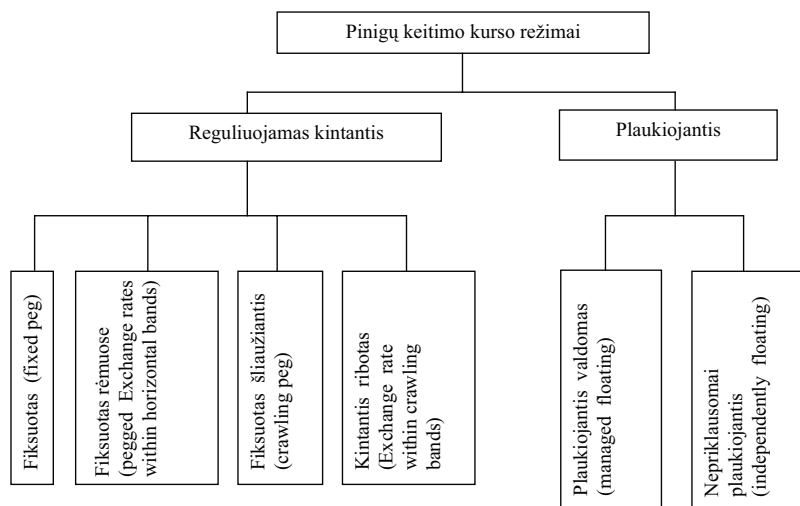 Pinigų keitimo kurso režimai
Reguliuojamas kintantis
Plaukiojantis
Fiksuotas (fixed peg)
Fiksuotas rėmuose
(pegged Exchange rates
within horizontal bands)
Fiksuotas šliaužiantis
(crawling peg)
Kintantis ribotas
(Exchange rate
within crawling
bands)
Plaukiojantis valdomas
(managed floating)
Nepriklausomai
plaukiojantis
(independently floating)